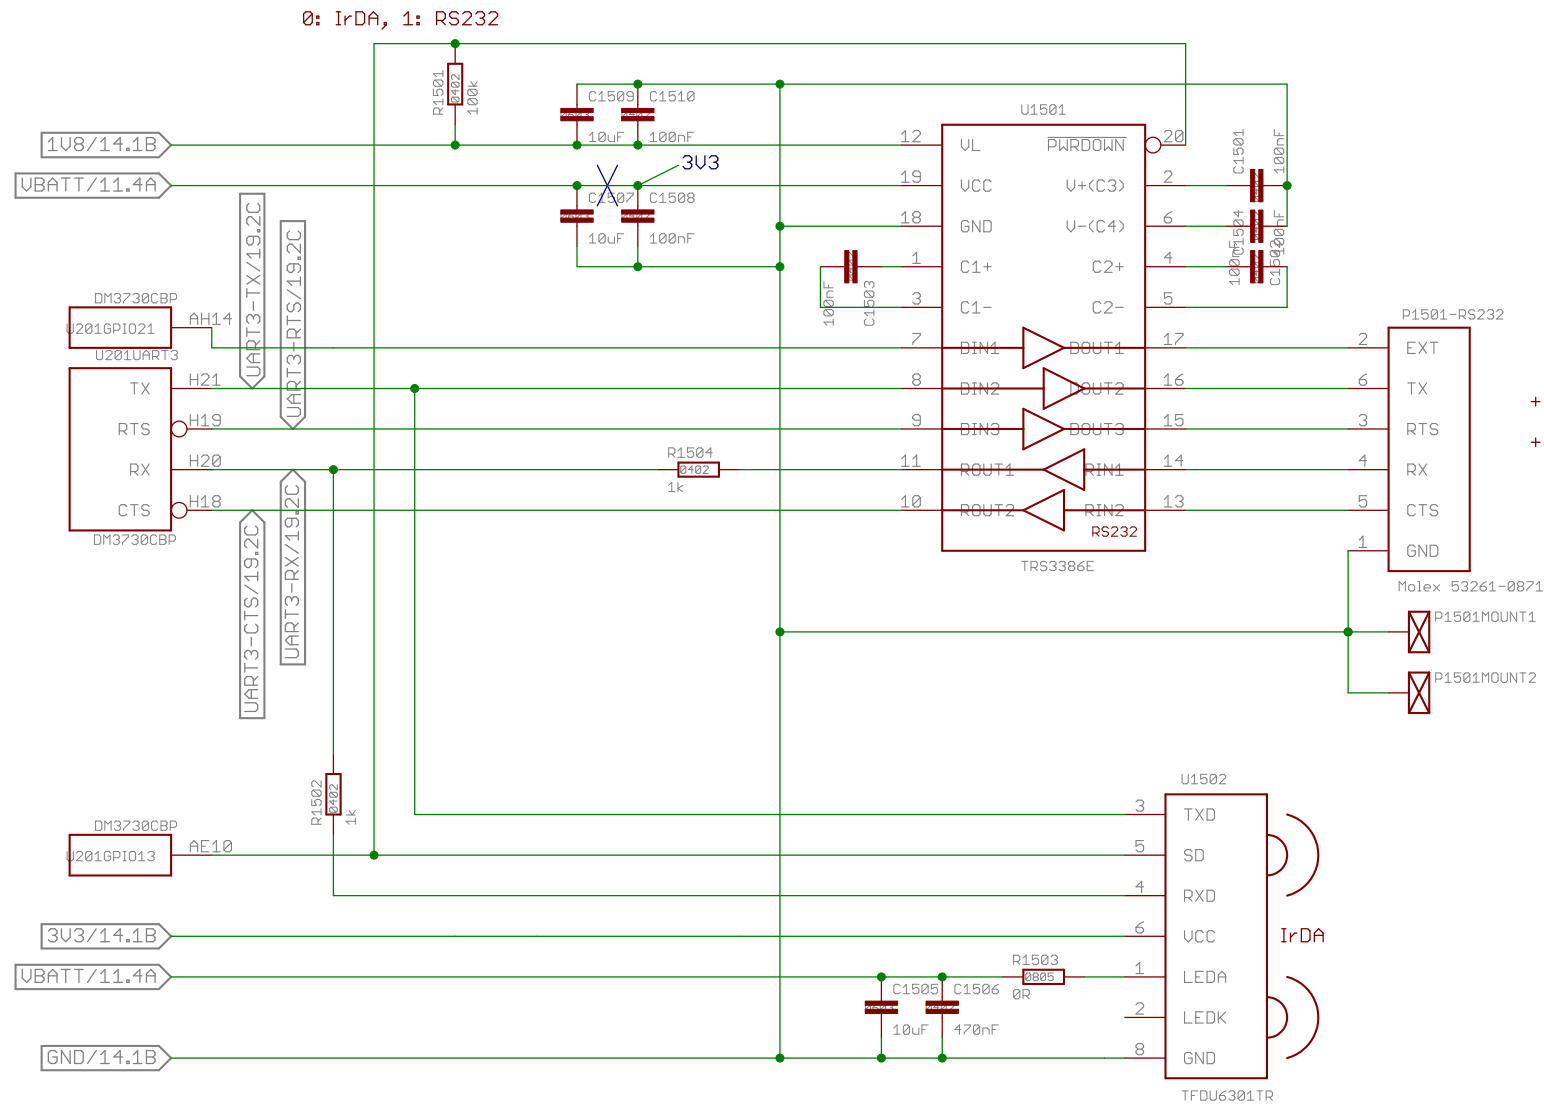 0: IrDA, 1: RS232
R1501
0402
100k
C1509
C1510
10uF
100nF
1V8/14.1B
VBATT/11.4A
3V3
C1507
C1508
10uF
100nF
UART3-TX/19.2C
UART3-RTS/19.2C
U1501
12
VL
PWRDOWN
20
19
VCC
V+(C3)
2
18
GND
V-(C4)
6
1
C1+
C2+
4
3
C1-
C2-
5
7
DIN1
DOUT1
17
8
DIN2
DOUT2
16
9
DIN3
DOUT3
15
11
ROUT1
RIN1
14
10
ROUT2
RIN2
13
RS232
TRS3386E
C1501
100nF
C1504
100nF
100nF
C1502
100nF
C1503
DM3730CBP
U201GPIO21
AH14
U201UART3
TX
H21
RTS
H19
RX
H20
CTS
H18
DM3730CBP
R1504
0402
1k
P1501-RS232
2
EXT
6
TX
3
RTS
4
RX
5
CTS
1
GND
Molex 53261-0871
P1501MOUNT1
P1501MOUNT2
UART3-CTS/19.2C
UART3-RX/19.2C
R1502
0402
1k
DM3730CBP
U201GPIO13
AE10
3V3/14.1B
VBATT/11.4A
GND/14.1B
C1505
10uF
C1506
470nF
R1503
0805
0R
U1502
3
TXD
5
SD
4
RXD
6
VCC
1
LEDA
2
LEDK
8
GND
IrDA
TFDU6301TR